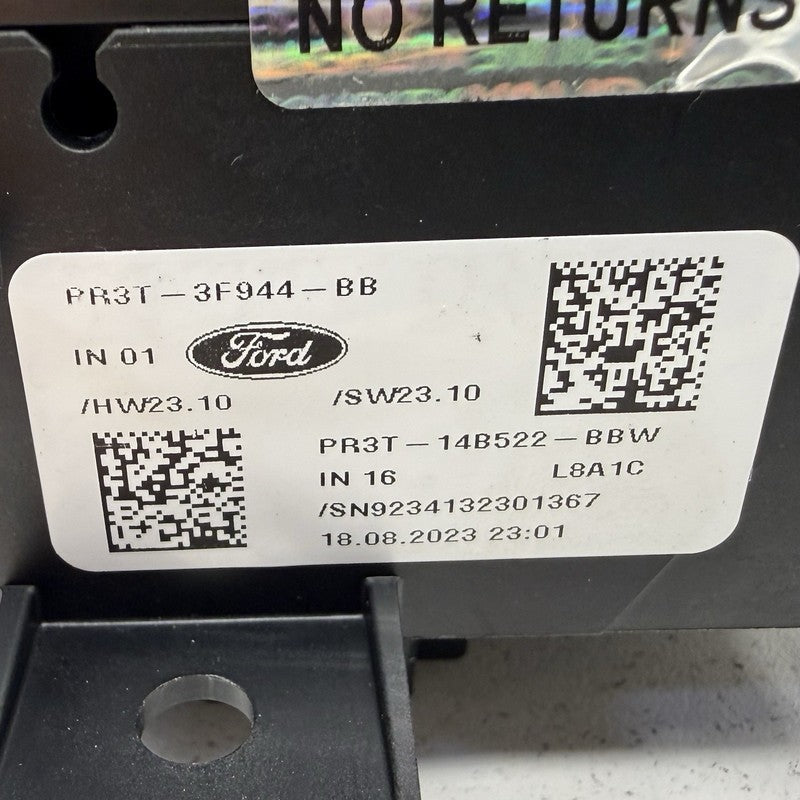 NO RETURNS
PR3T-3F944-BB
IN 01 Ford
/HW23.10 /SW23.10
PR3T-14B522-BBW
IN 16 L8A1C
/SN9234132301367
18.08.2023 23:01